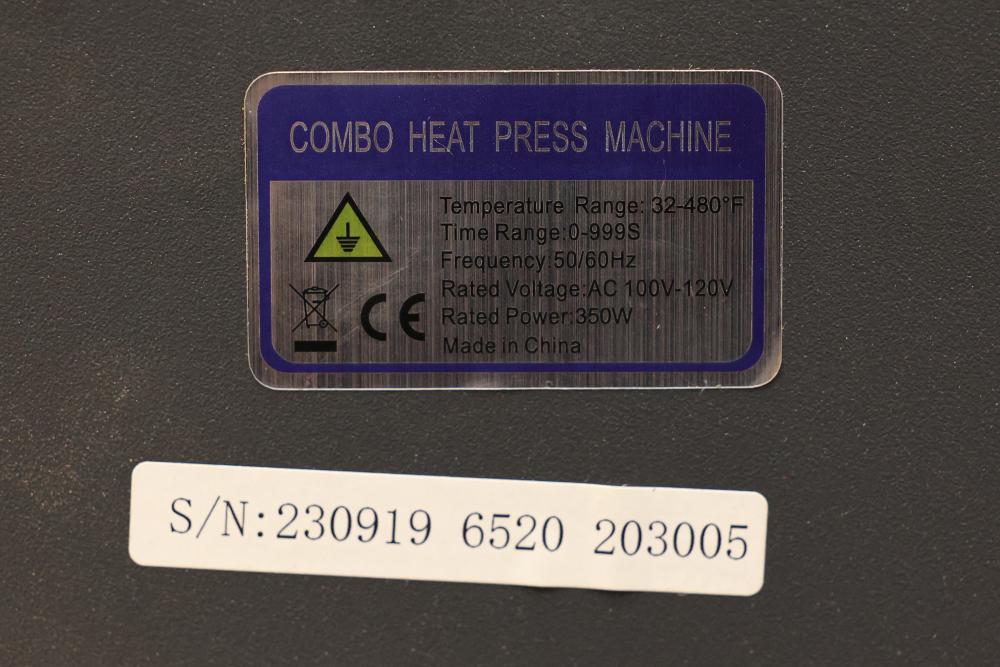 COMBO HEAT PRESS MACHINE
Temperature Range: 32-480°F
Time Range:0-999S
Frequency:50/60Hz
Rated Voltage:AC 100V-120V
Rated Power:350W
Made in China
CE
S/N:230919 6520 203005